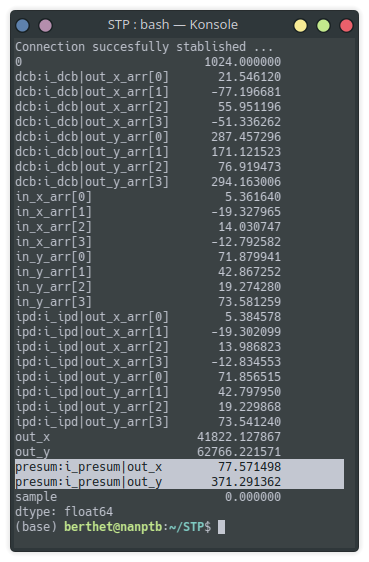 STP : bash — Konsole
Connection succesfully stablished ...
0                        1024.000000
dcb:i_dcb|out_x_arr[0]     21.546120
dcb:i_dcb|out_x_arr[1]    -77.196681
dcb:i_dcb|out_x_arr[2]     55.951196
dcb:i_dcb|out_x_arr[3]    -51.336262
dcb:i_dcb|out_y_arr[0]    287.457296
dcb:i_dcb|out_y_arr[1]    171.121523
dcb:i_dcb|out_y_arr[2]     76.919473
dcb:i_dcb|out_y_arr[3]    294.163006
in_x_arr[0]                 5.361640
in_x_arr[1]               -19.327965
in_x_arr[2]                14.030747
in_x_arr[3]               -12.792582
in_y_arr[0]                71.879941
in_y_arr[1]                42.867252
in_y_arr[2]                19.274280
in_y_arr[3]                73.581259
ipd:i_ipd|out_x_arr[0]      5.384578
ipd:i_ipd|out_x_arr[1]    -19.302099
ipd:i_ipd|out_x_arr[2]     13.986823
ipd:i_ipd|out_x_arr[3]    -12.834553
ipd:i_ipd|out_y_arr[0]     71.856515
ipd:i_ipd|out_y_arr[1]     42.797950
ipd:i_ipd|out_y_arr[2]     19.229868
ipd:i_ipd|out_y_arr[3]     73.541240
out_x                   41822.127867
out_y                   62766.221571
presum:i_presum|out_x      77.571498
presum:i_presum|out_y     371.291362
sample                      0.000000
dtype: float64
(base) berthet@nanptb:~/STP$